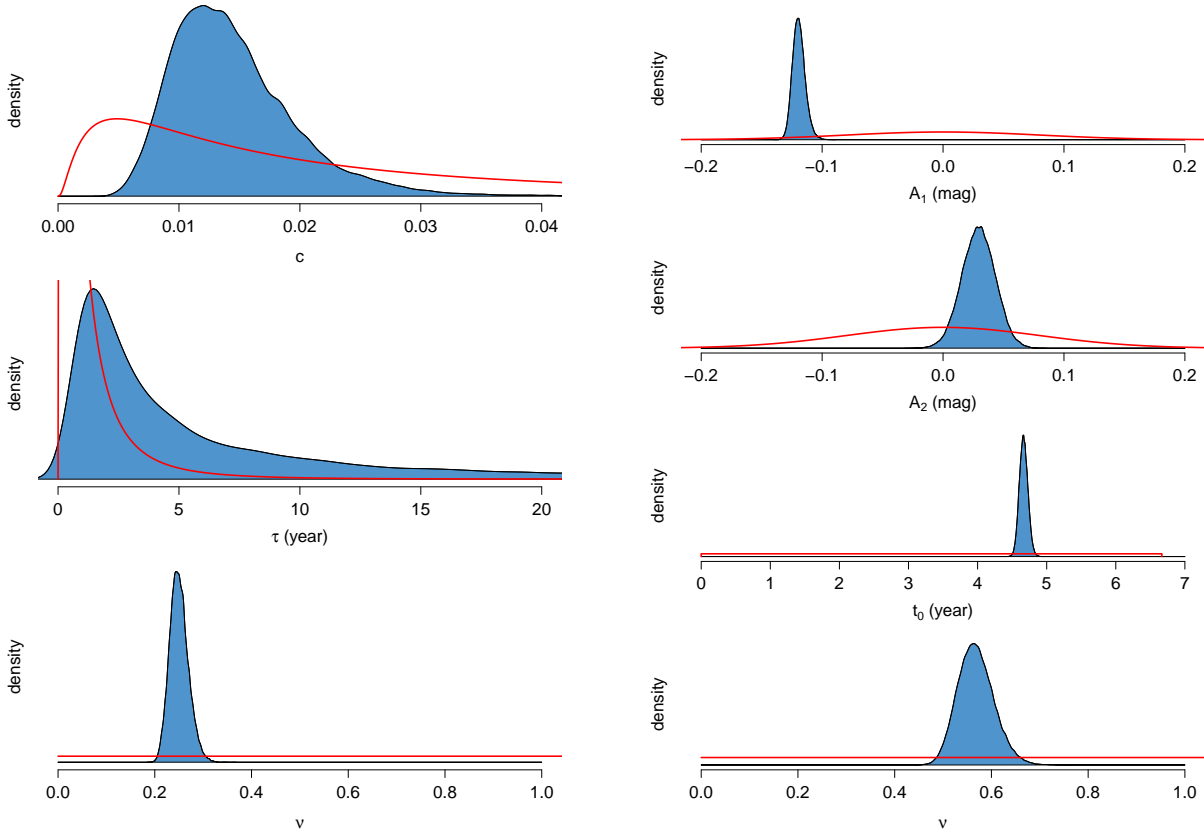 density
0.00 0.01 0.02 0.03 0.04
c
density
0 5 10 15 20
τ (year)
density
0.0 0.2 0.4 0.6 0.8 1.0
ν
density
−0.2 −0.1 0.0 0.1 0.2
A_1 (mag)
density
−0.2 −0.1 0.0 0.1 0.2
A_2 (mag)
density
0 1 2 3 4 5 6 7
t_0 (year)
density
0.0 0.2 0.4 0.6 0.8 1.0
ν